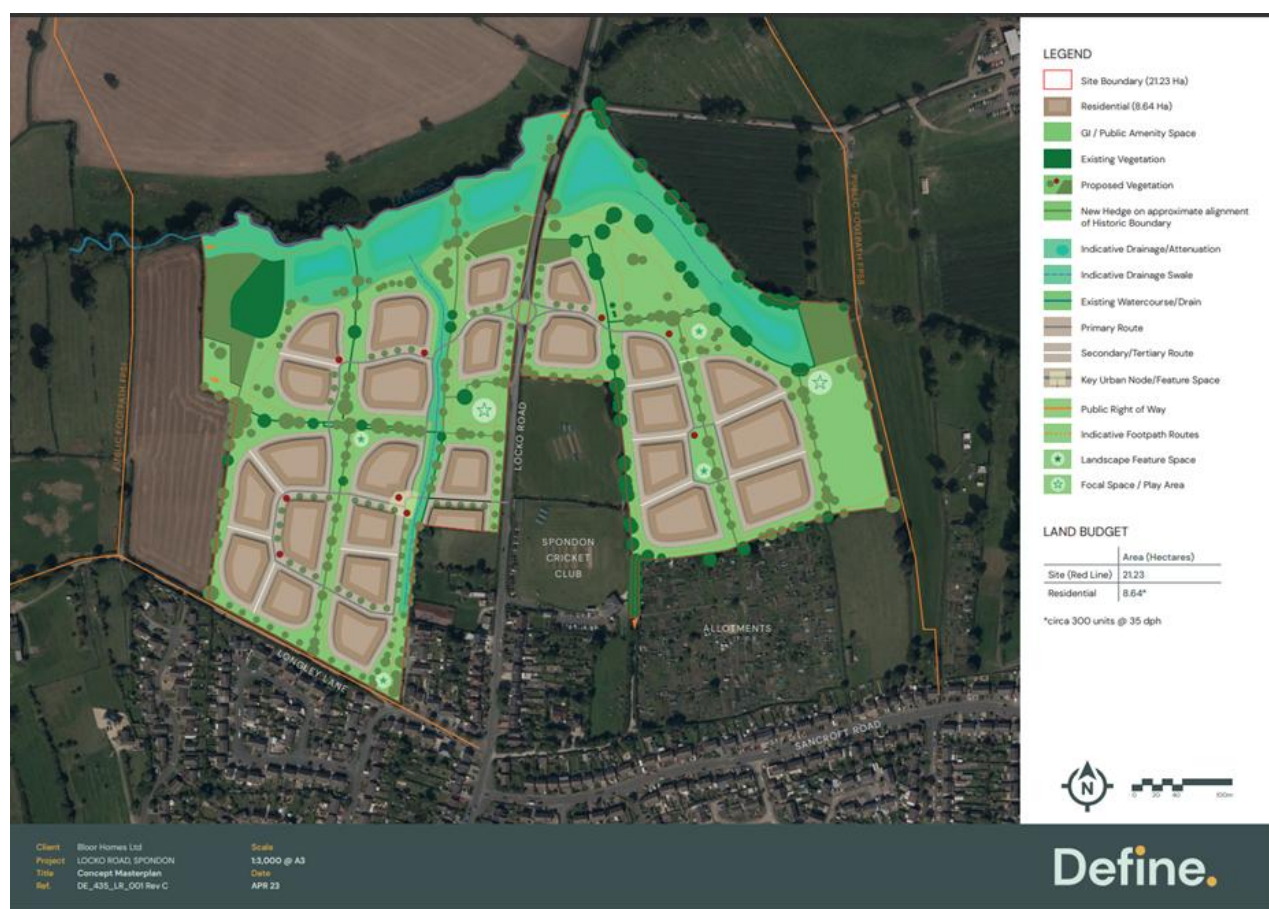 LEGEND
Site Boundary (21.23 Ha)
Residential (8.64 Ha)
GI / Public Amenity Space
Existing Vegetation
Proposed Vegetation
New Hedge on approximate alignment
of Historic Boundary
Indicative Drainage/Attenuation
Indicative Drainage Swale
Existing Watercourse/Drain
Primary Route
Secondary/Tertiary Route
Key Urban Node/Feature Space
Public Right of Way
Indicative Footpath Routes
Landscape Feature Space
Focal Space / Play Area
LAND BUDGET
Area (Hectares)
Site (Red Line) 21.23
Residential 8.64*
*circa 300 units @ 35 dph
N
0 20 40 100m
PUBLIC FOOTPATH
PUBLIC FOOTPATH
LOCKO ROAD
SPONDON
CRICKET
CLUB
ALLOTMENTS
LONGLEY LANE
SANCROFT ROAD
Client Bloor Homes Ltd
Project LOCKO ROAD, SPONDON
Title Concept Masterplan
Ref. DE_435_LR_001 Rev C
Scale
1:3,000 @ A3
Date
APR 23
Define.